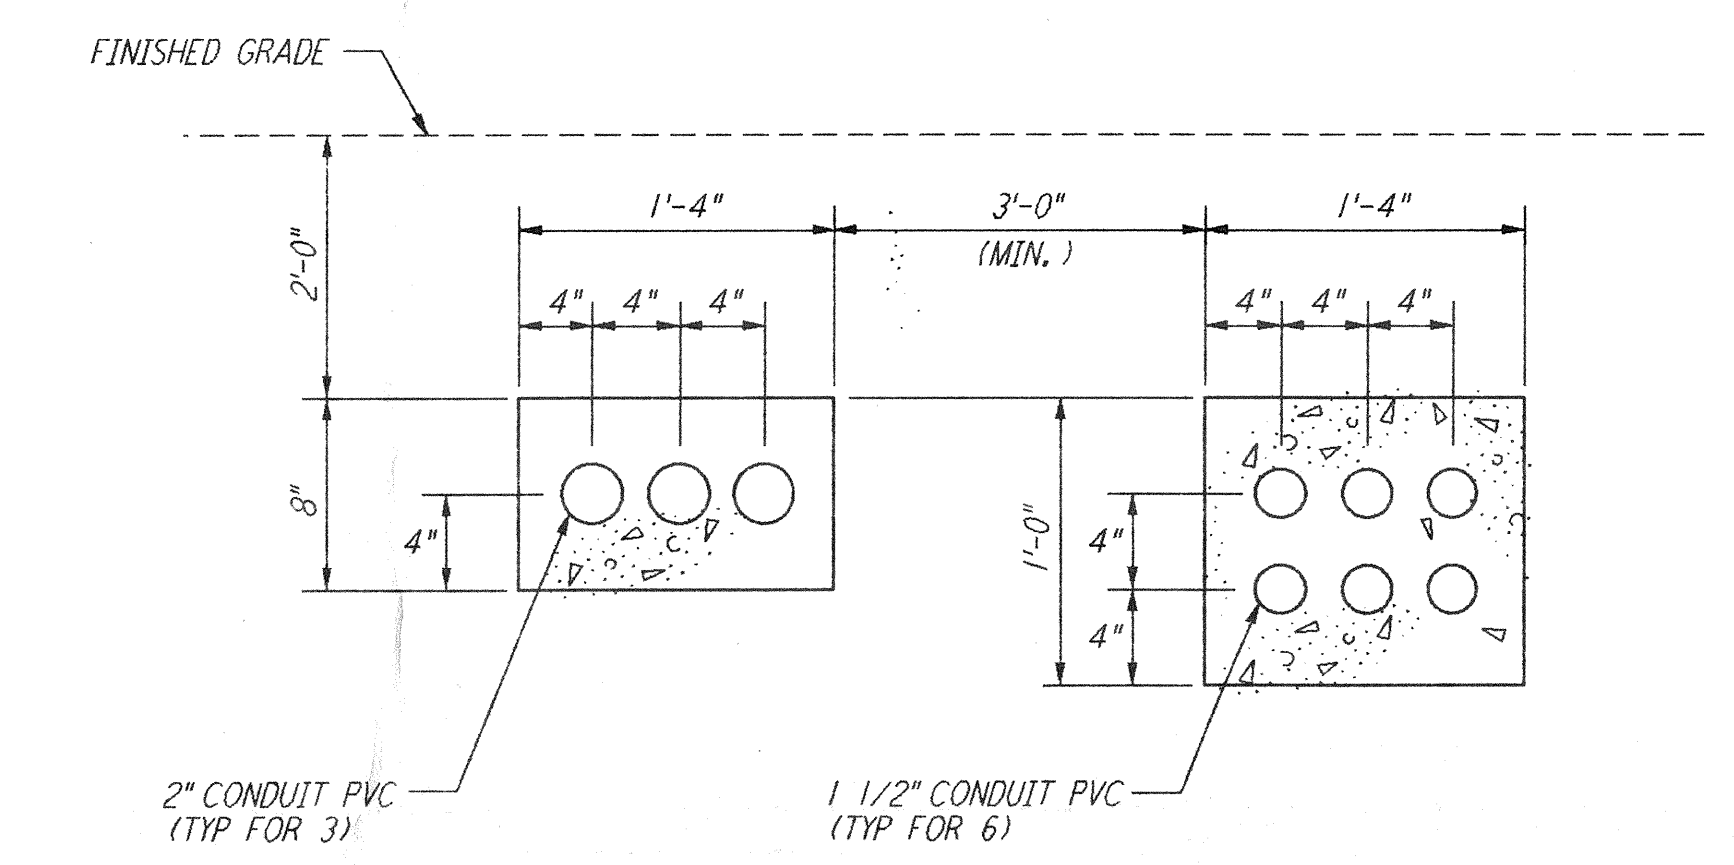 FINISHED GRADE
1'-4"
3'-0"
1'-4"
(MIN.)
2'-0"
4"
4"
4"
4"
4"
4"
8"
4"
1'-0"
4"
4"
2" CONDUIT PVC
(TYP FOR 3)
1 1/2" CONDUIT PVC
(TYP FOR 6)